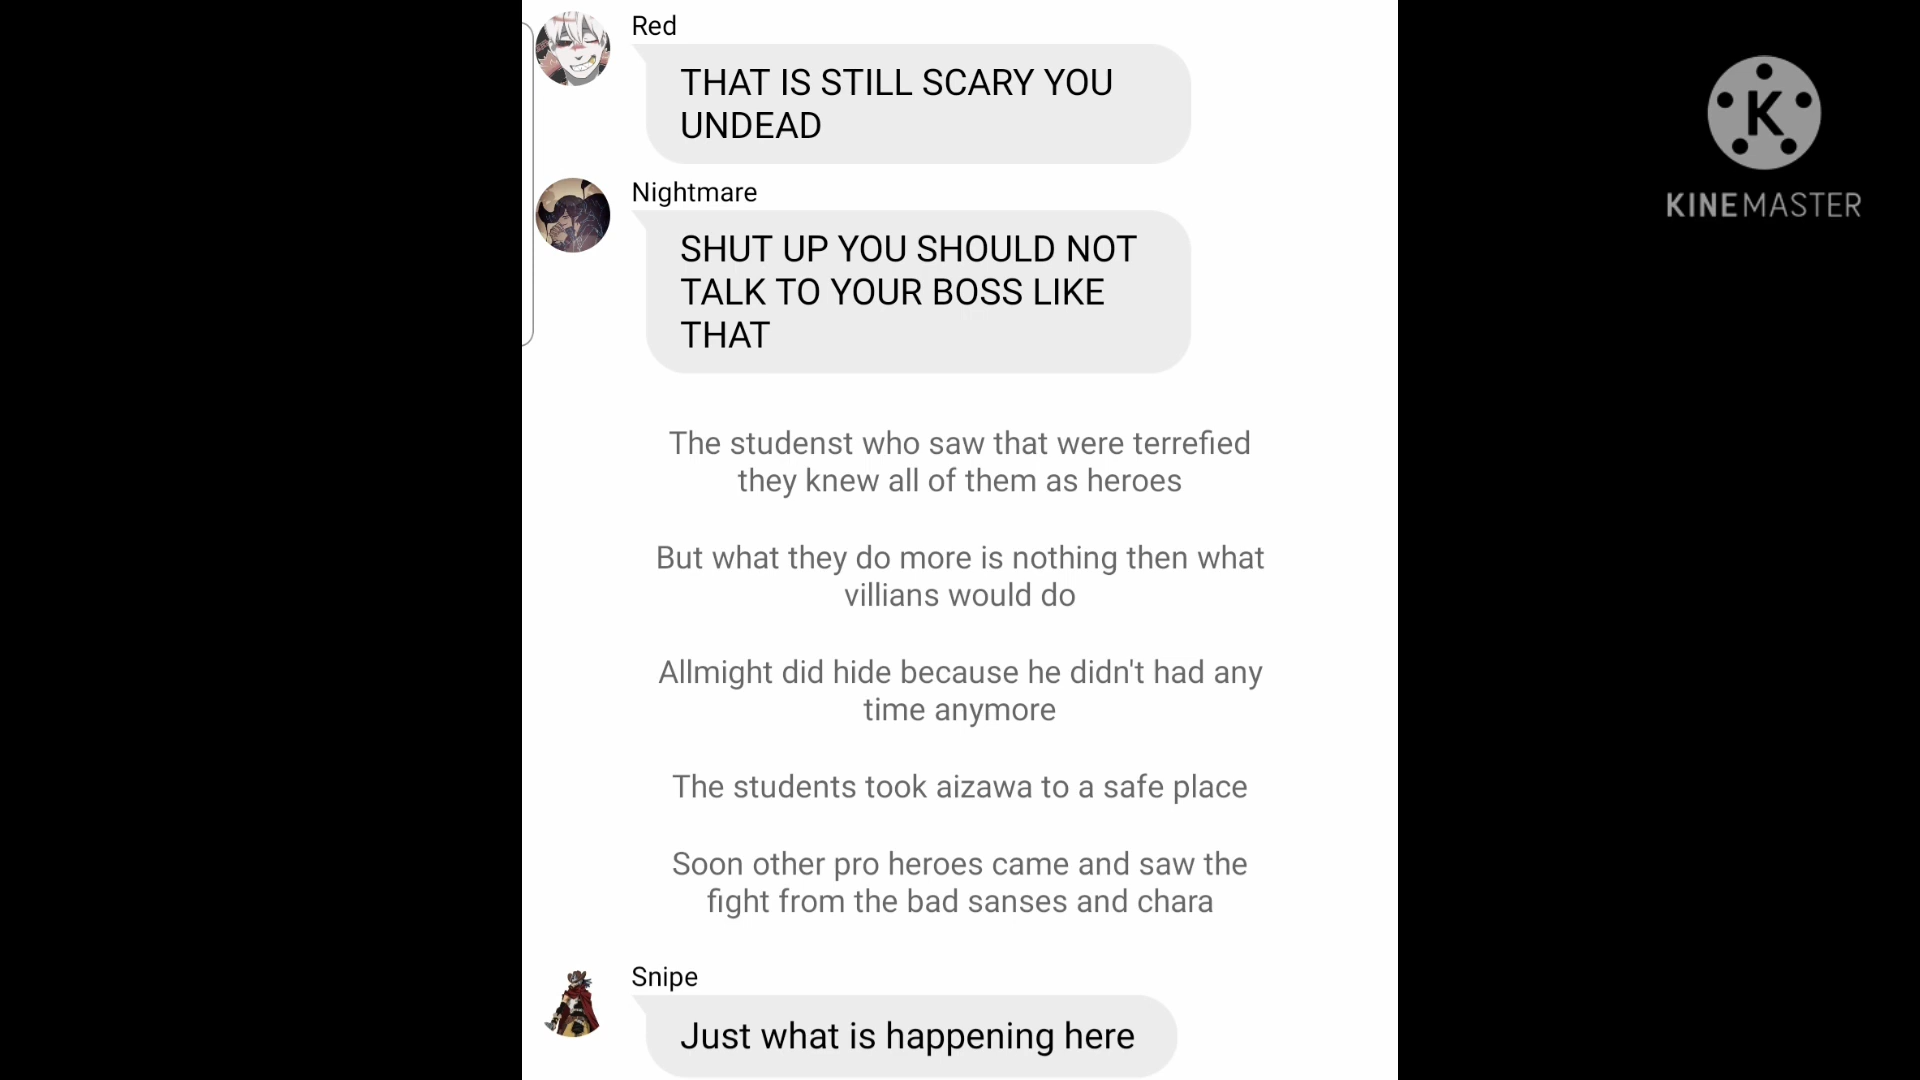 Red
THAT IS STILL SCARY YOU
UNDEAD
Nightmare
SHUT UP YOU SHOULD NOT
TALK TO YOUR BOSS LIKE
THAT
The studenst who saw that were terrefied
they knew all of them as heroes
But what they do more is nothing then what
villians would do
Allmight did hide because he didn't had any
time anymore
The students took aizawa to a safe place
Soon other pro heroes came and saw the
fight from the bad sanses and chara
Snipe
Just what is happening here
K
KINEMASTER